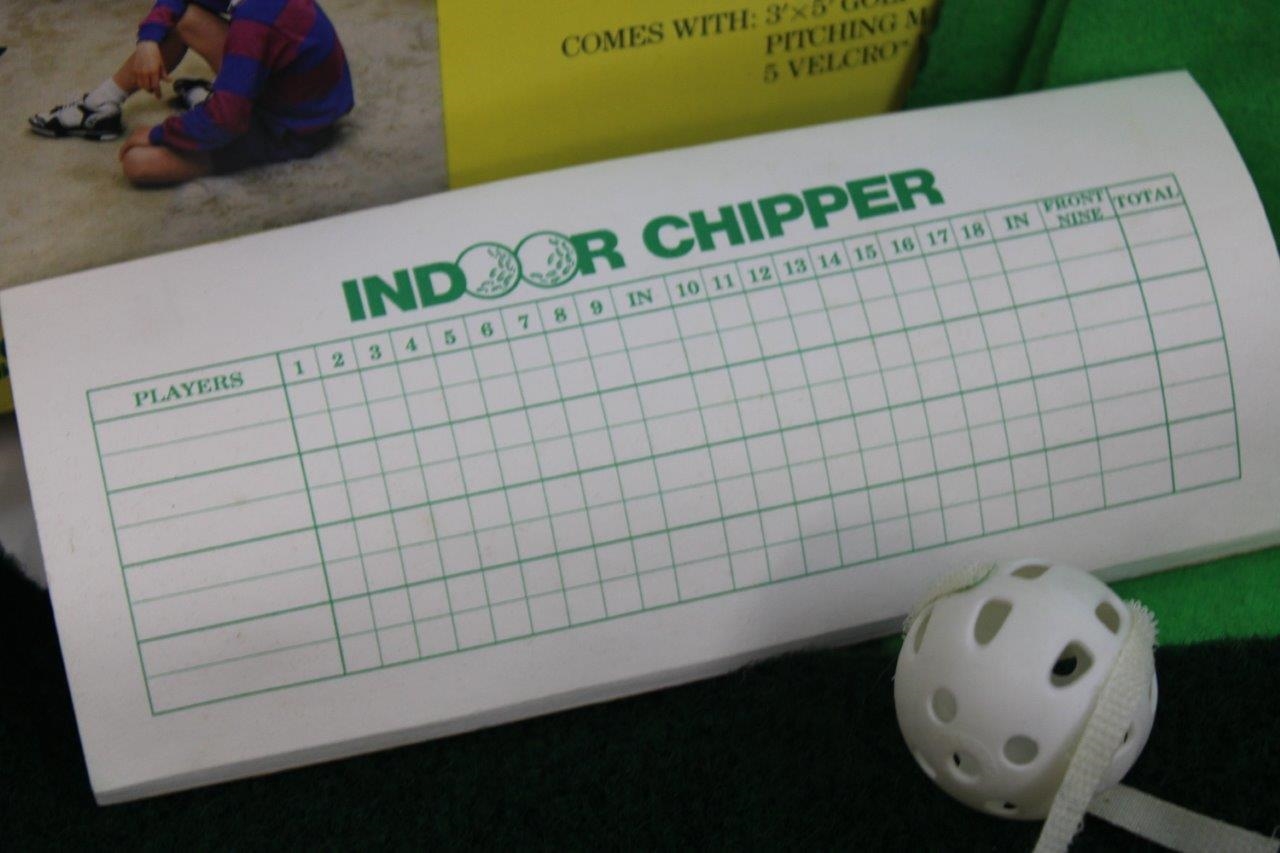 COMES WITH: 3'×5'
PITCHING
5 VELCRO™
INDOOR CHIPPER
PLAYERS 1 2 3 4 5 6 7 8 9 IN 10 11 12 13 14 15 16 17 18 IN FRONT NINE TOTAL